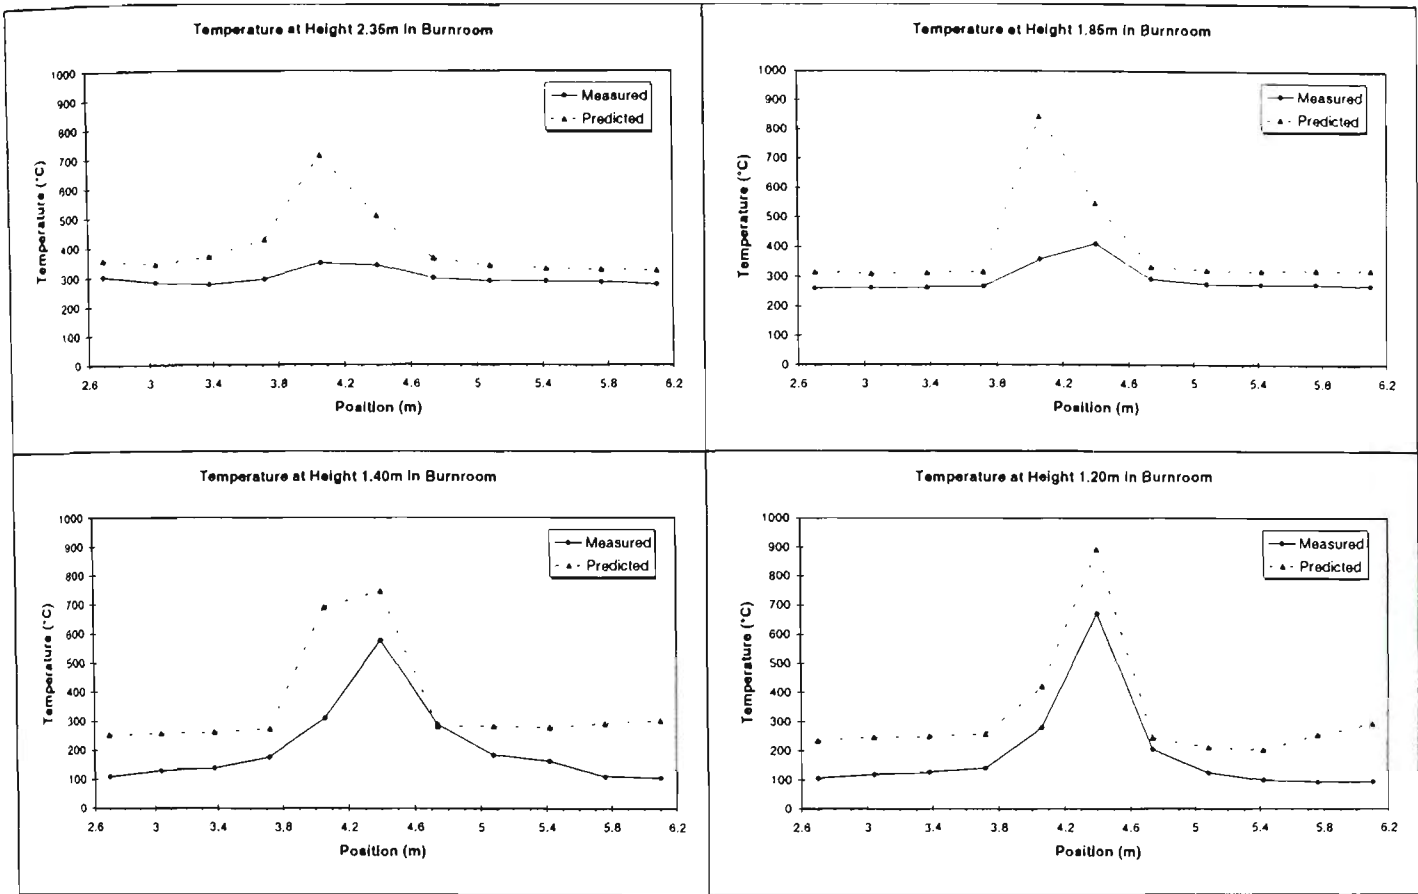 Temperature at Height 2.35m in Burnroom
1000
900
800
700
600
500
400
300
200
100
0
Temperature (°C)
Measured
Predicted
2.6 3 3.4 3.8 4.2 4.6 5 5.4 5.8 6.2
Position (m)
Temperature at Height 1.85m in Burnroom
1000
900
800
700
600
500
400
300
200
100
0
Temperature (°C)
Measured
Predicted
2.6 3 3.4 3.8 4.2 4.6 5 5.4 5.8 6.2
Position (m)
Temperature at Height 1.40m in Burnroom
1000
900
800
700
600
500
400
300
200
100
0
Temperature (°C)
Measured
Predicted
2.6 3 3.4 3.8 4.2 4.6 5 5.4 5.8 6.2
Position (m)
Temperature at Height 1.20m in Burnroom
1000
900
800
700
600
500
400
300
200
100
0
Temperature (°C)
Measured
Predicted
2.6 3 3.4 3.8 4.2 4.6 5 5.4 5.8 6.2
Position (m)